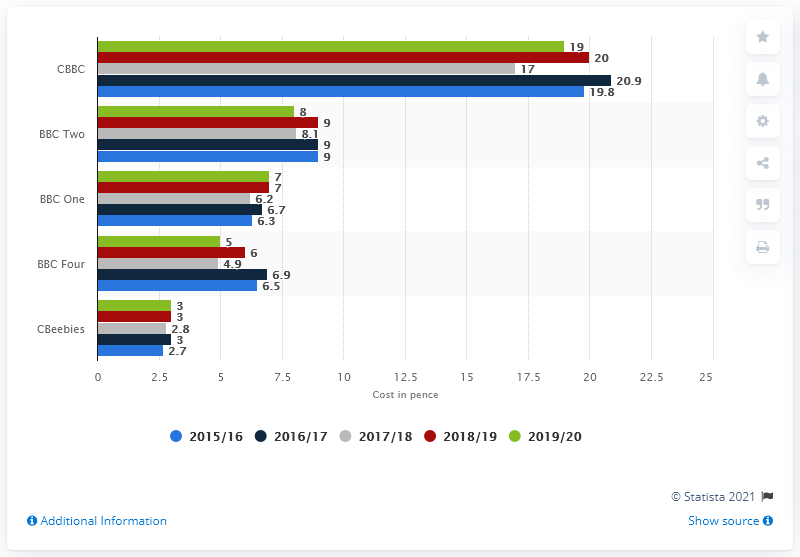 CBBC
19
20
17
20.9
19.8
BBC Two
8
9
8.1
9
9
BBC One
7
7
6.2
6.7
6.3
BBC Four
5
6
4.9
6.9
6.5
CBeebies
3
3
2.8
3
2.7
0 2.5 5 7.5 10 12.5 15 17.5 20 22.5 25
Cost in pence
2015/16 2016/17 2017/18 2018/19 2019/20
© Statista 2021
Additional Information Show source